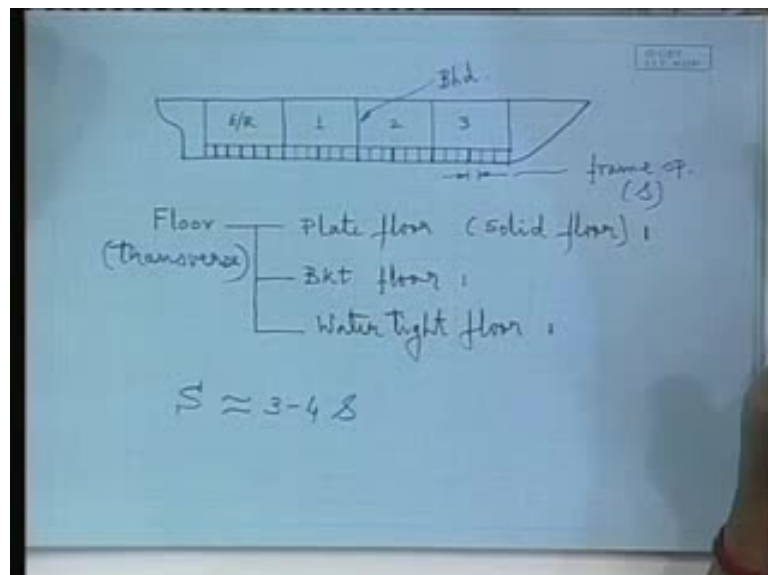 Bhd.
E/R 1 2 3
frame sp.
(s)
Floor
(transverse)
Plate floor (Solid floor) ,
Bkt floor ,
Water tight floor .
S ≈ 3-4 s